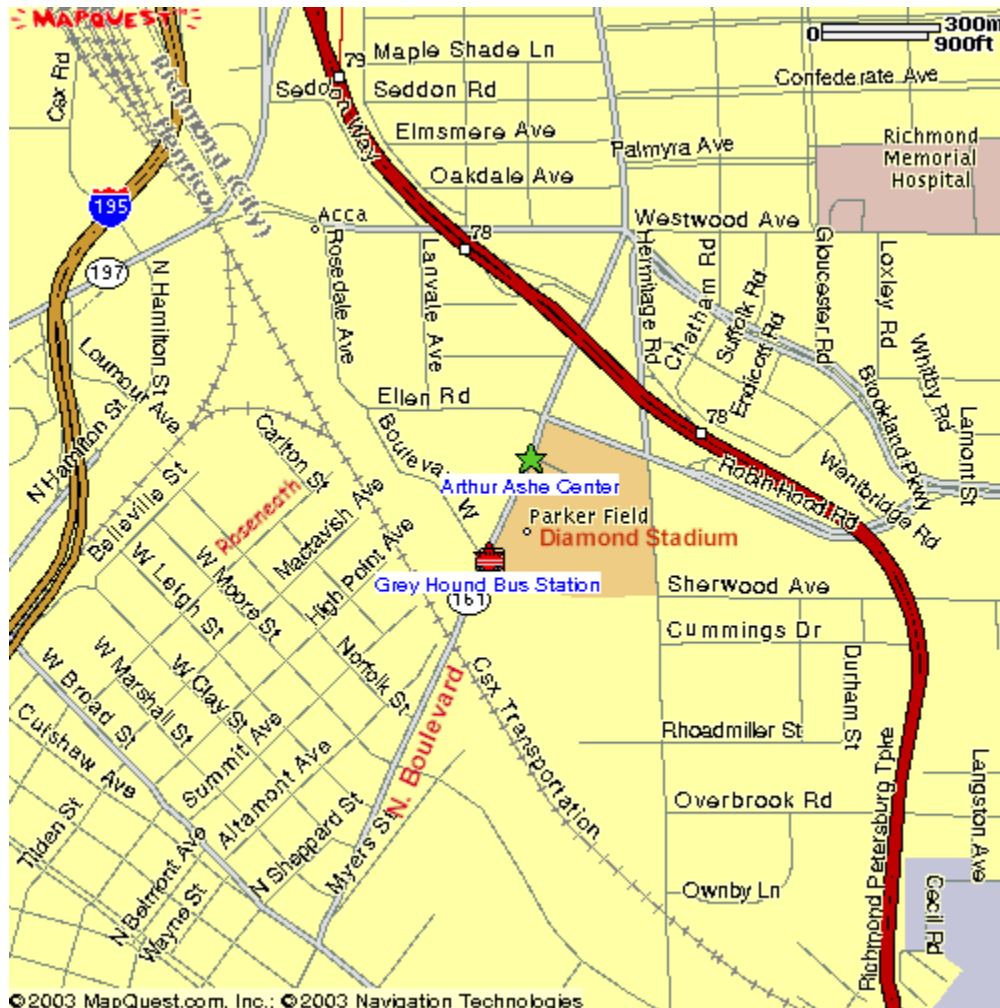 MAPQUEST
0 300m
900ft
Maple Shade Ln
79
Cox Rd
Confederate Ave
Seddon Rd
Seddon Way
Elmsmere Ave
Palmyra Ave
Richmond
Memorial
Hospital
Richmond (City)
Henrico
Oakdale Ave
195
Acca
Westwood Ave
78
197
N Hamilton St
Rosedale Ave
Lanvale Ave
Hermitage Rd
Chatham Rd
Suffolk Rd
Endicott Rd
Gloucester Rd
Loxley Rd
Whitby Rd
Loumour Ave
Ellen Rd
Brookland Pkwy
Lamont St
N Hamilton St
Carlton St
Boulevard W
78
Arthur Ashe Center
Robin Hood Rd
Wentbridge Rd
Belleville St
Roseneath
Mactavish Ave
Parker Field
Diamond Stadium
W Leigh St
W Moore St
High Point Ave
Grey Hound Bus Station
161
Sherwood Ave
Cummings Dr
W Broad St
W Marshall St
W Clay St
Norfolk St
Csx Transportation
Durham St
Cutshaw Ave
Summit Ave
Altamont Ave
N. Boulevard
Rhoadmiller St
Richmond Petersburg Tpke
Langston Ave
Tilden St
N Sheppard St
Myers St
Overbrook Rd
N Belmont Ave
Wayne St
Ownby Ln
Cecil Rd
©2003 MapQuest.com, Inc.; ©2003 Navigation Technologies